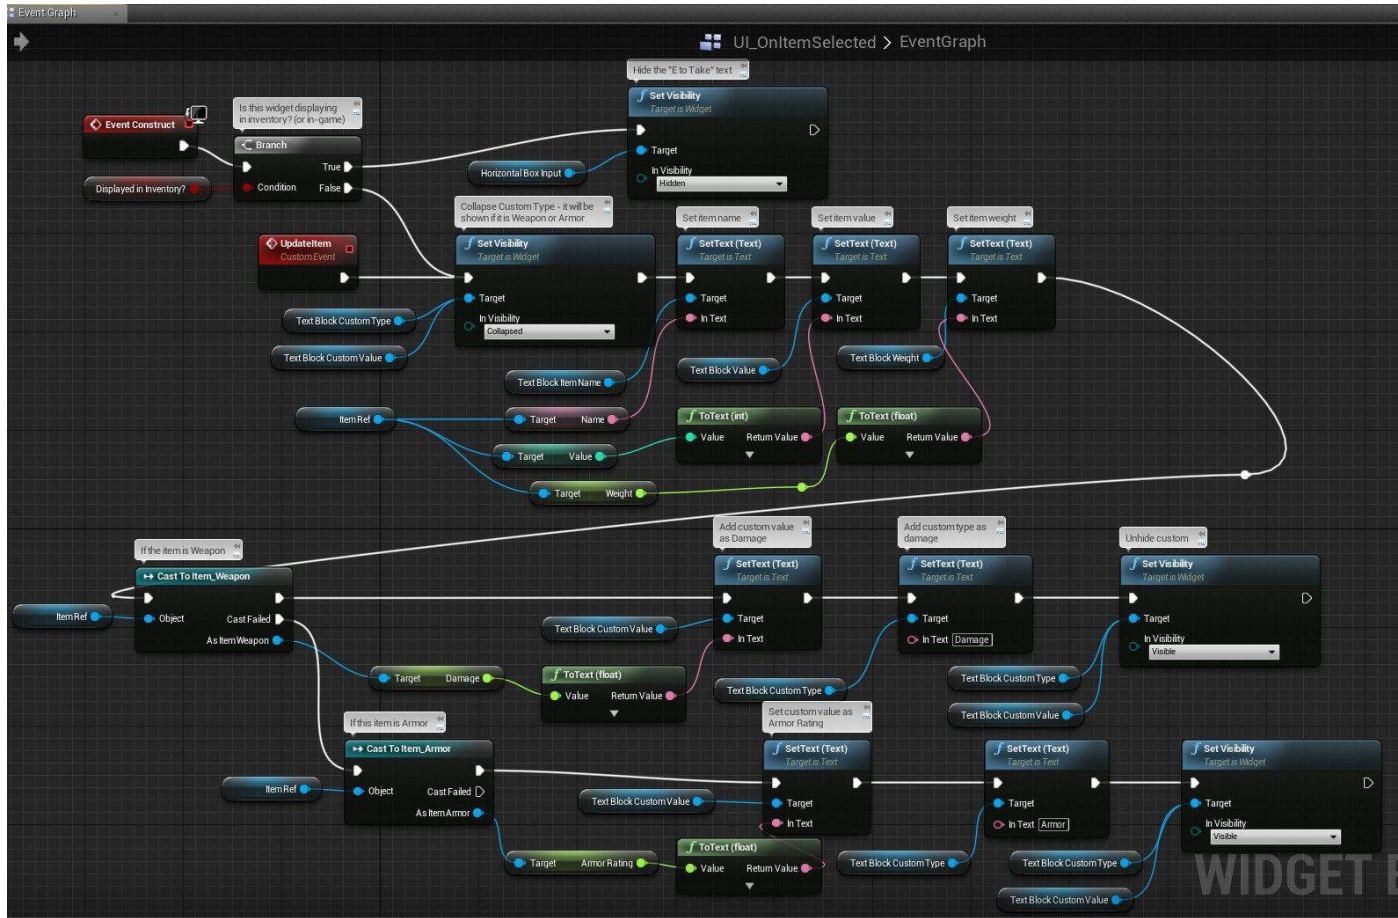 Event Graph
UI_OnItemSelected > EventGraph
Hide the "E to Take" text
Set Visibility
Target is Widget
Target
In Visibility
Hidden
Horizontal Box Input
Event Construct
Is this widget displaying
in inventory? (or in-game)
Branch
True
Condition
False
Displayed in Inventory?
Collapse Custom Type - it will be
shown if it is Weapon or Armor
Set item name
Set item value
Set item weight
UpdateItem
Custom Event
Set Visibility
Target is Widget
Target
In Visibility
Collapsed
SetText (Text)
Target is Text
Target
In Text
SetText (Text)
Target is Text
Target
In Text
SetText (Text)
Target is Text
Target
In Text
Text Block Custom Type
Text Block Custom Value
Text Block Item Name
Text Block Value
Text Block Weight
Item Ref
Target Name
Target Value
Target Weight
ToText (int)
Value Return Value
ToText (float)
Value Return Value
If the item is Weapon
Cast To Item_Weapon
Object
Cast Failed
As Item Weapon
Item Ref
Add custom value
as Damage
SetText (Text)
Target is Text
Target
In Text
Add custom type as
damage
SetText (Text)
Target is Text
Target
In Text Damage
Unhide custom
Set Visibility
Target is Widget
Target
In Visibility
Visible
Text Block Custom Value
Target Damage
ToText (float)
Value Return Value
Text Block Custom Type
Text Block Custom Type
Text Block Custom Value
If this item is Armor
Cast To Item_Armor
Object
Cast Failed
As Item Armor
Item Ref
Set custom value as
Armor Rating
SetText (Text)
Target is Text
Target
In Text
SetText (Text)
Target is Text
Target
In Text Armor
Set Visibility
Target is Widget
Target
In Visibility
Visible
Text Block Custom Value
Target Armor Rating
ToText (float)
Value Return Value
Text Block Custom Type
Text Block Custom Type
Text Block Custom Value
WIDGET